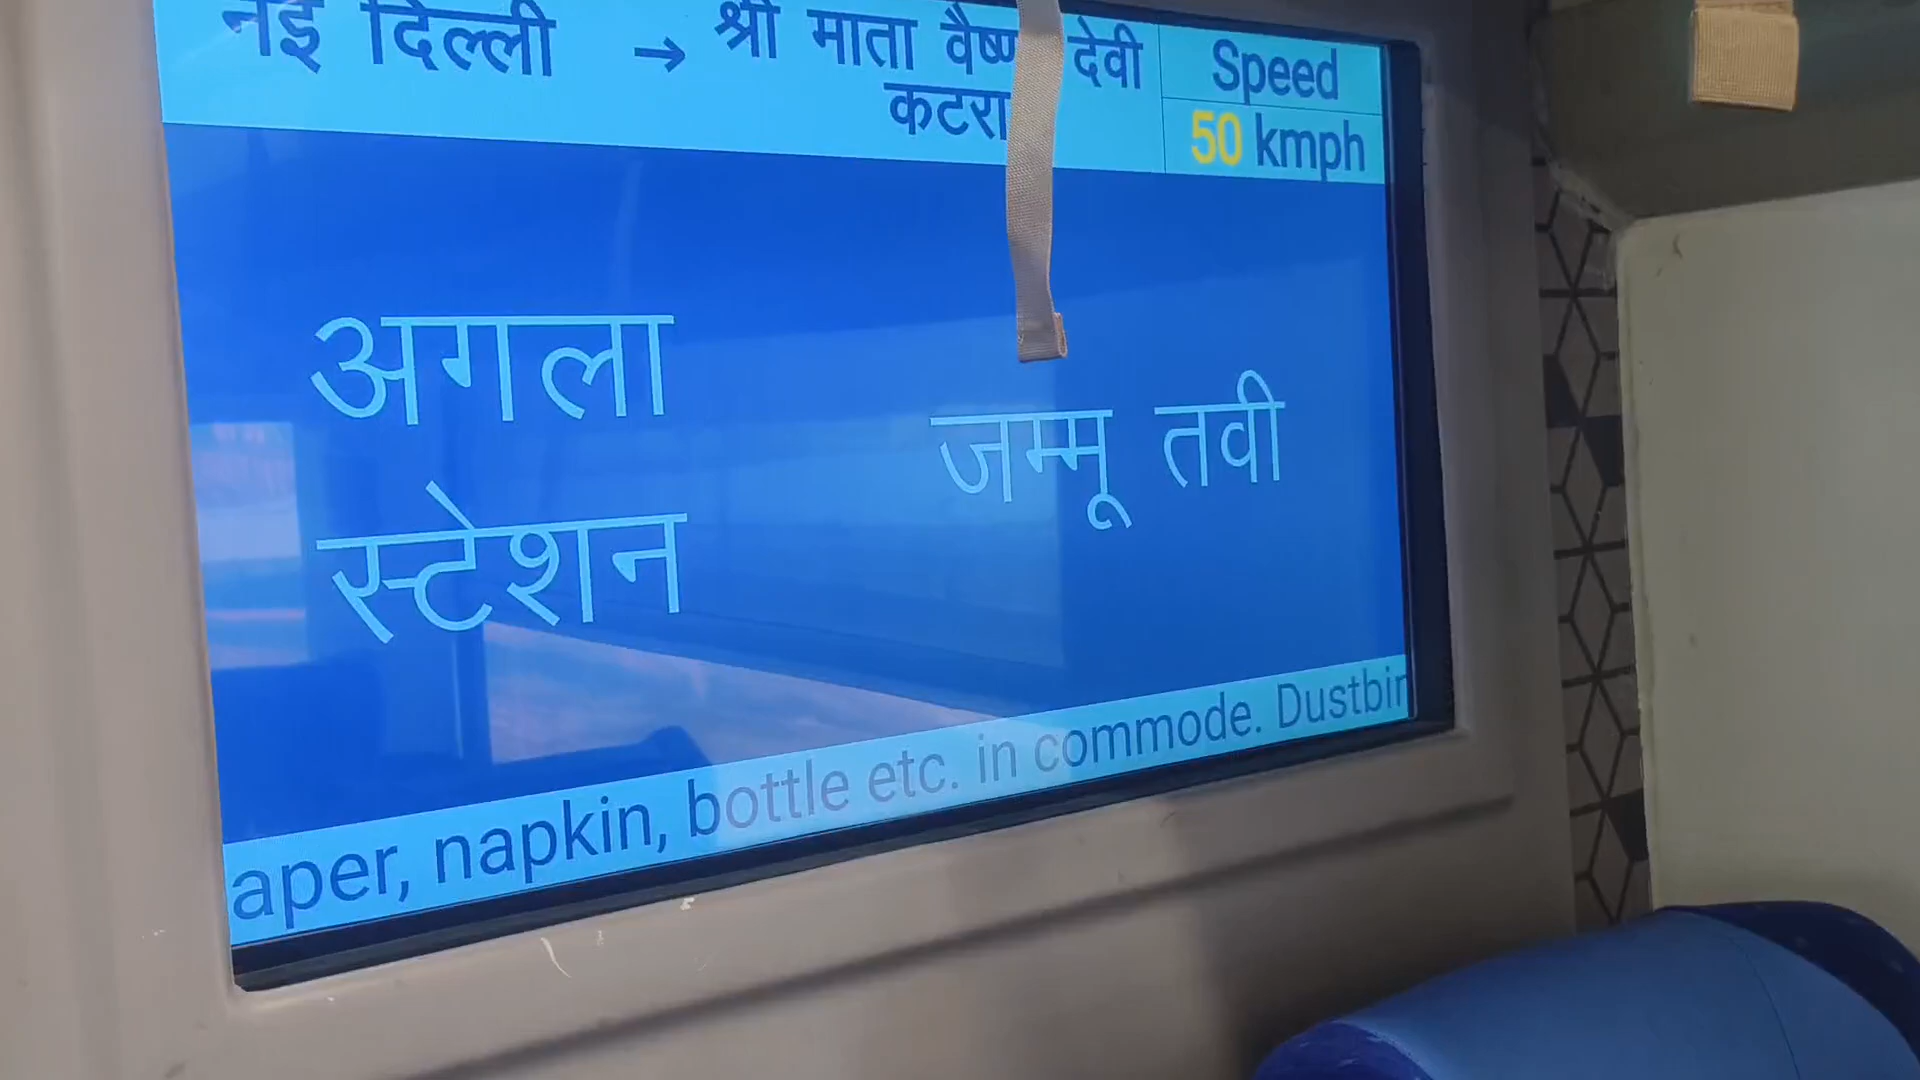 नई दिल्ली → श्री माता वैष्ण देवी
कटरा
Speed
50 kmph
अगला
स्टेशन
जम्मू तवी
aper, napkin, bottle etc. in commode. Dustbin